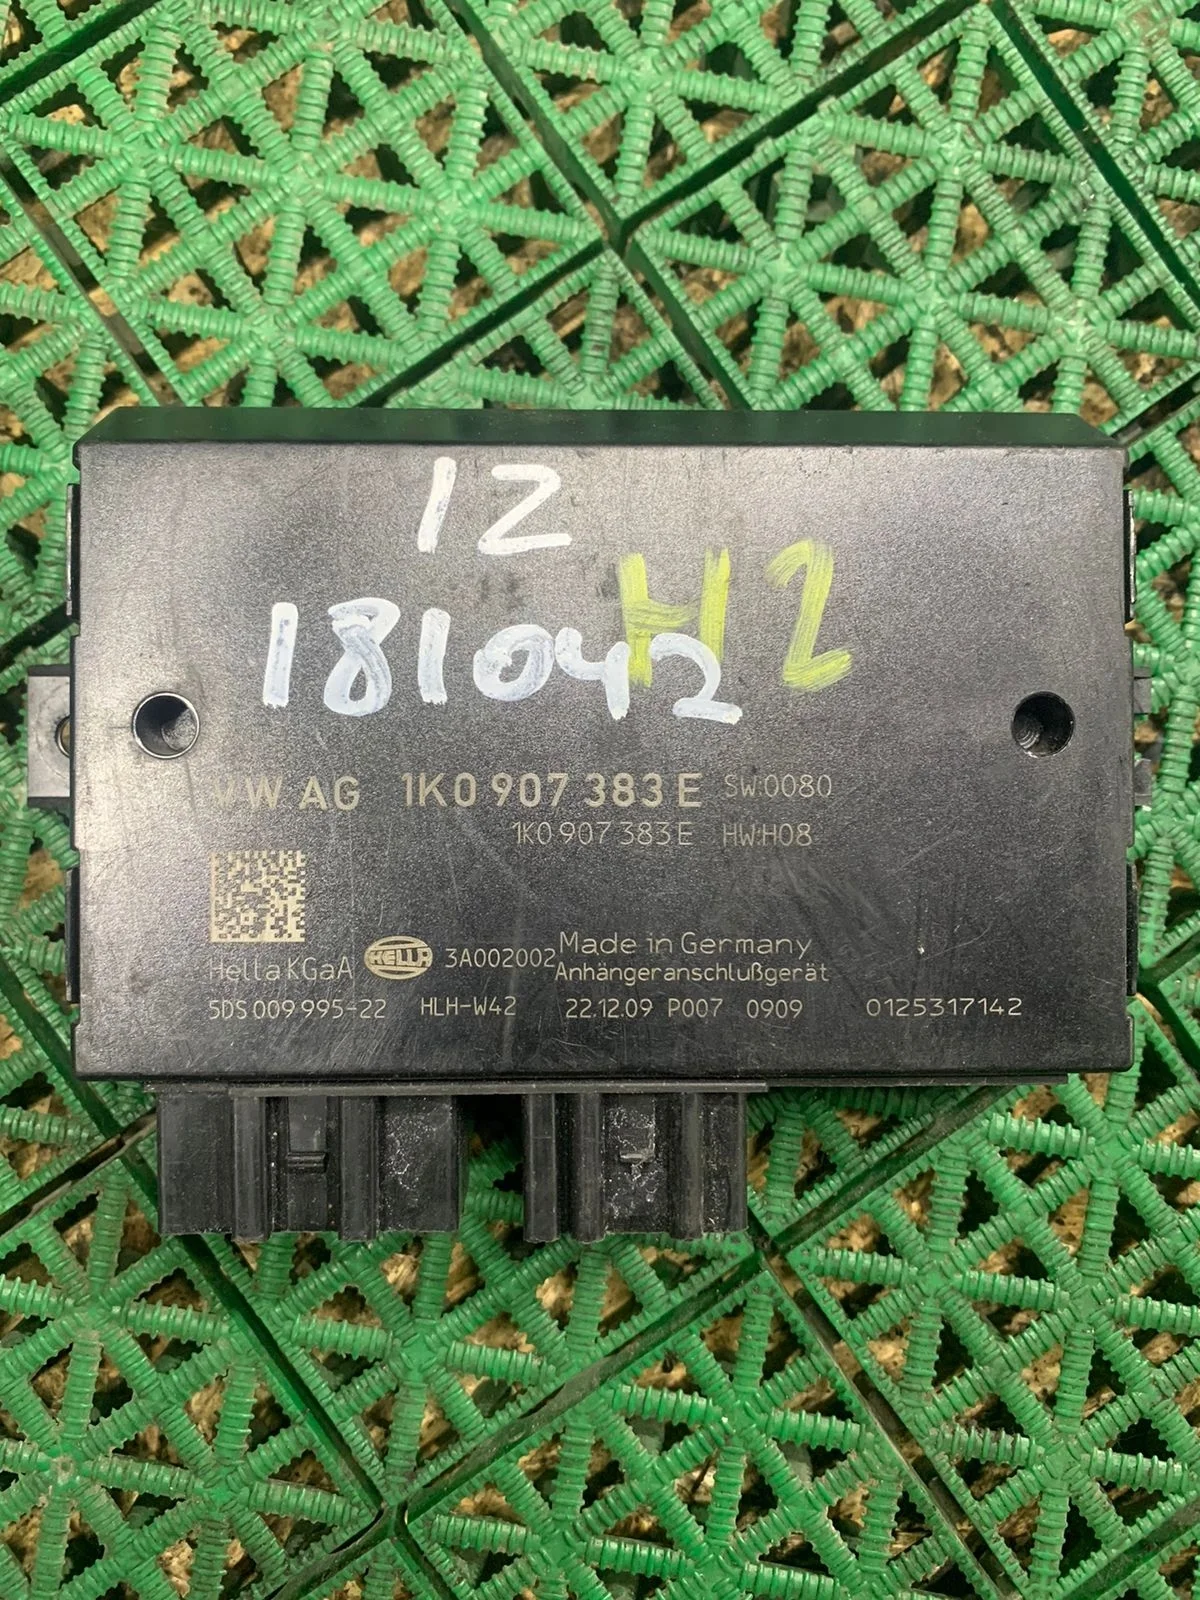 12
H2
181042
VW AG 1K0 907 383 E SW:0080
1K0 907 383 E HW:H08
Made in Germany
Hella KGaA HELLA 3A002002 Anhängeranschlußgerät
5DS 009 995-22 HLH-W42 22.12.09 P007 0909 0125317142